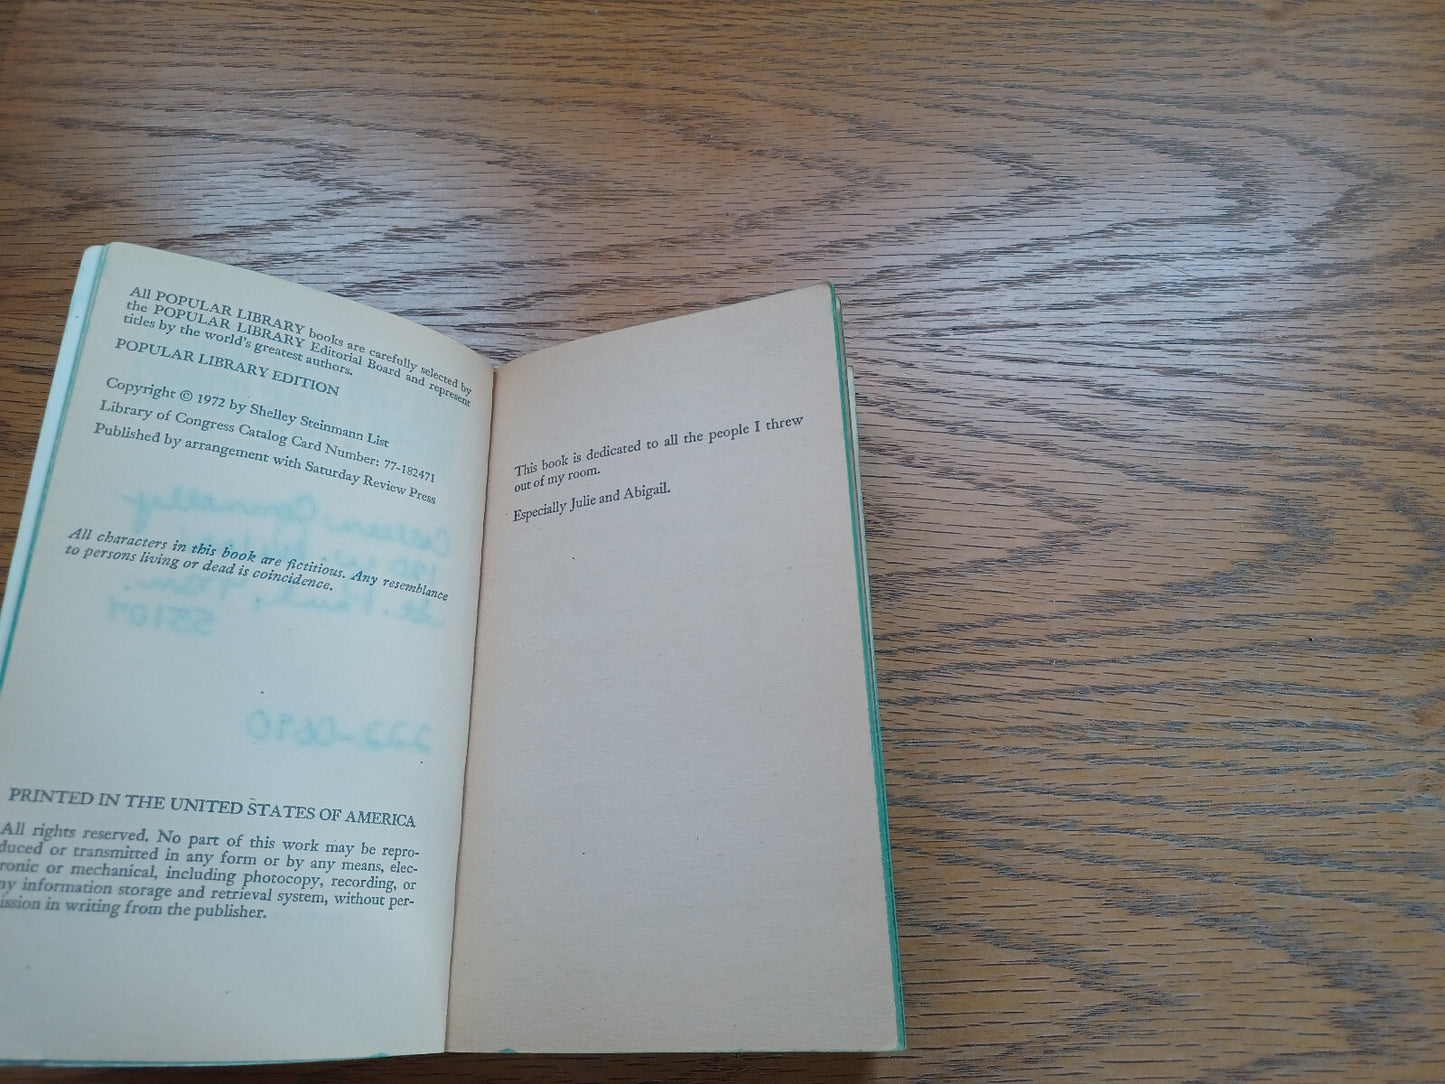 All POPULAR LIBRARY books are carefully selected by
the POPULAR LIBRARY Editorial Board and represent
titles by the world's greatest authors.
POPULAR LIBRARY EDITION
Copyright © 1972 by Shelley Steinmann List
Library of Congress Catalog Card Number: 77-182471
Published by arrangement with Saturday Review Press
All characters in this book are fictitious. Any resemblance
to persons living or dead is coincidence.
222-0690
PRINTED IN THE UNITED STATES OF AMERICA
All rights reserved. No part of this work may be repro-
duced or transmitted in any form or by any means, elec-
ronic or mechanical, including photocopy, recording, or
ny information storage and retrieval system, without per-
ission in writing from the publisher.
This book is dedicated to all the people I threw
out of my room.
Especially Julie and Abigail.